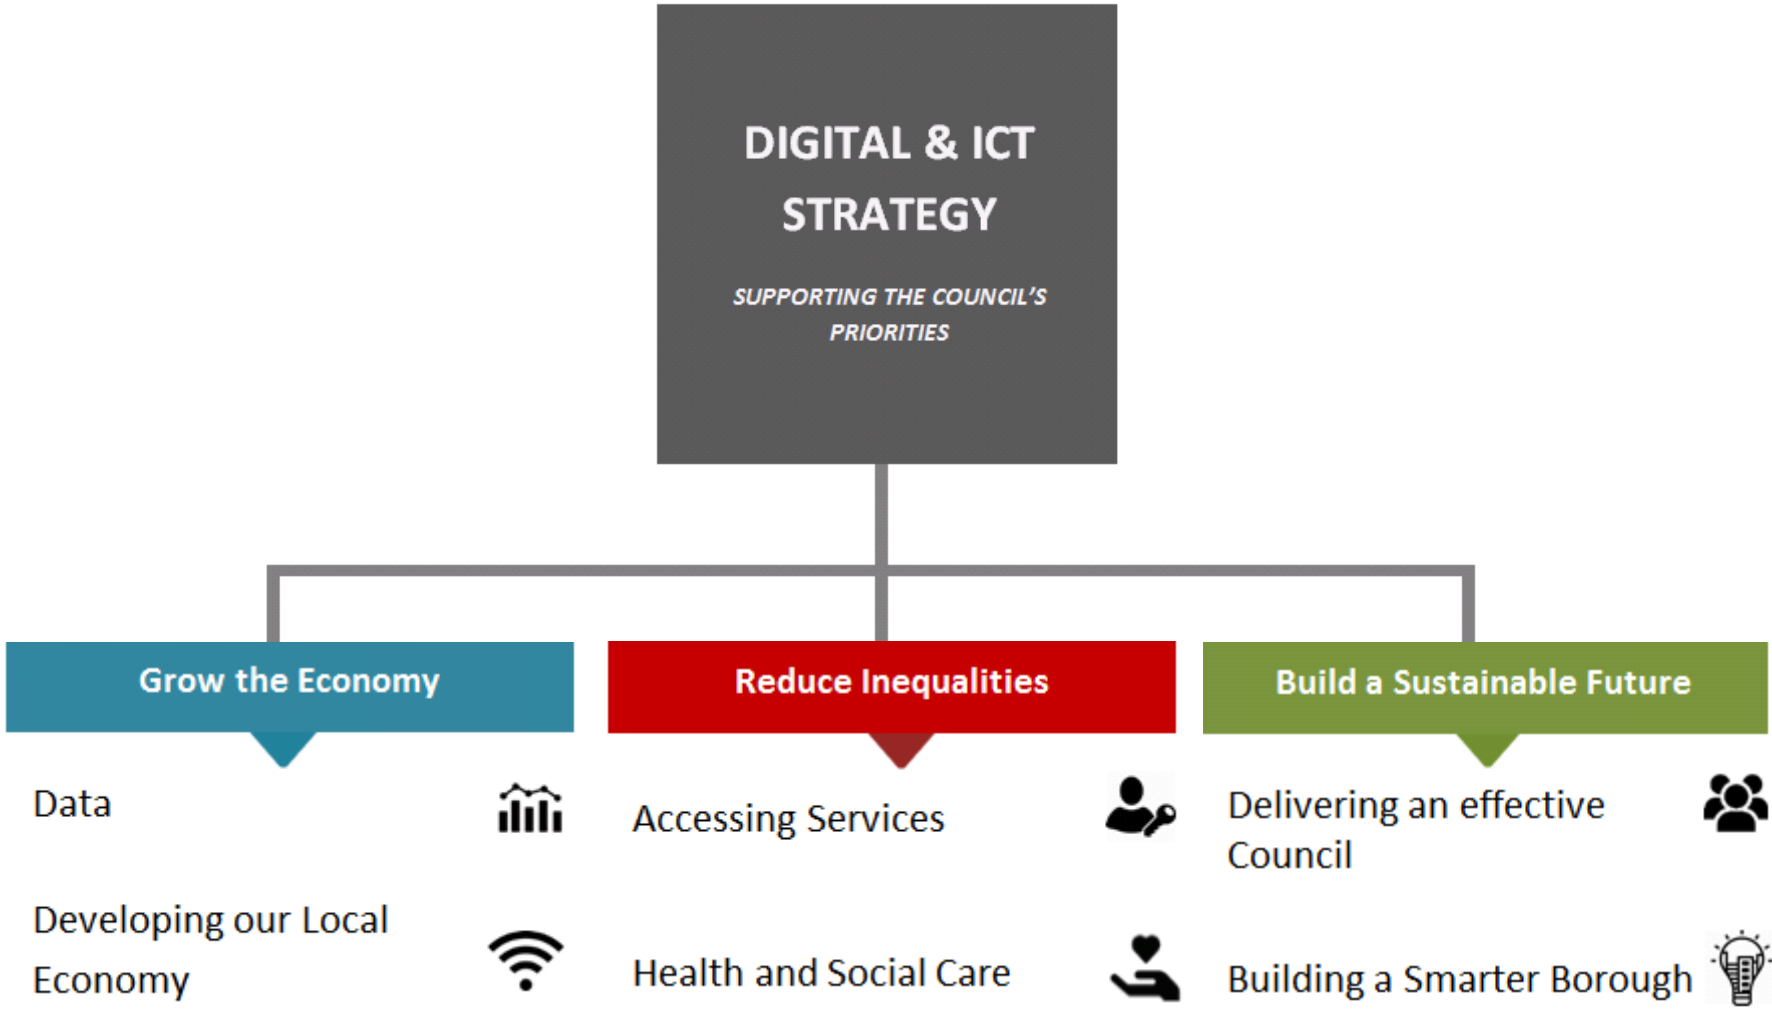 DIGITAL & ICT
STRATEGY
SUPPORTING THE COUNCIL’S
PRIORITIES
Grow the Economy
Data
Developing our Local
Economy
Reduce Inequalities
Accessing Services
Health and Social Care
Build a Sustainable Future
Delivering an effective
Council
Building a Smarter Borough